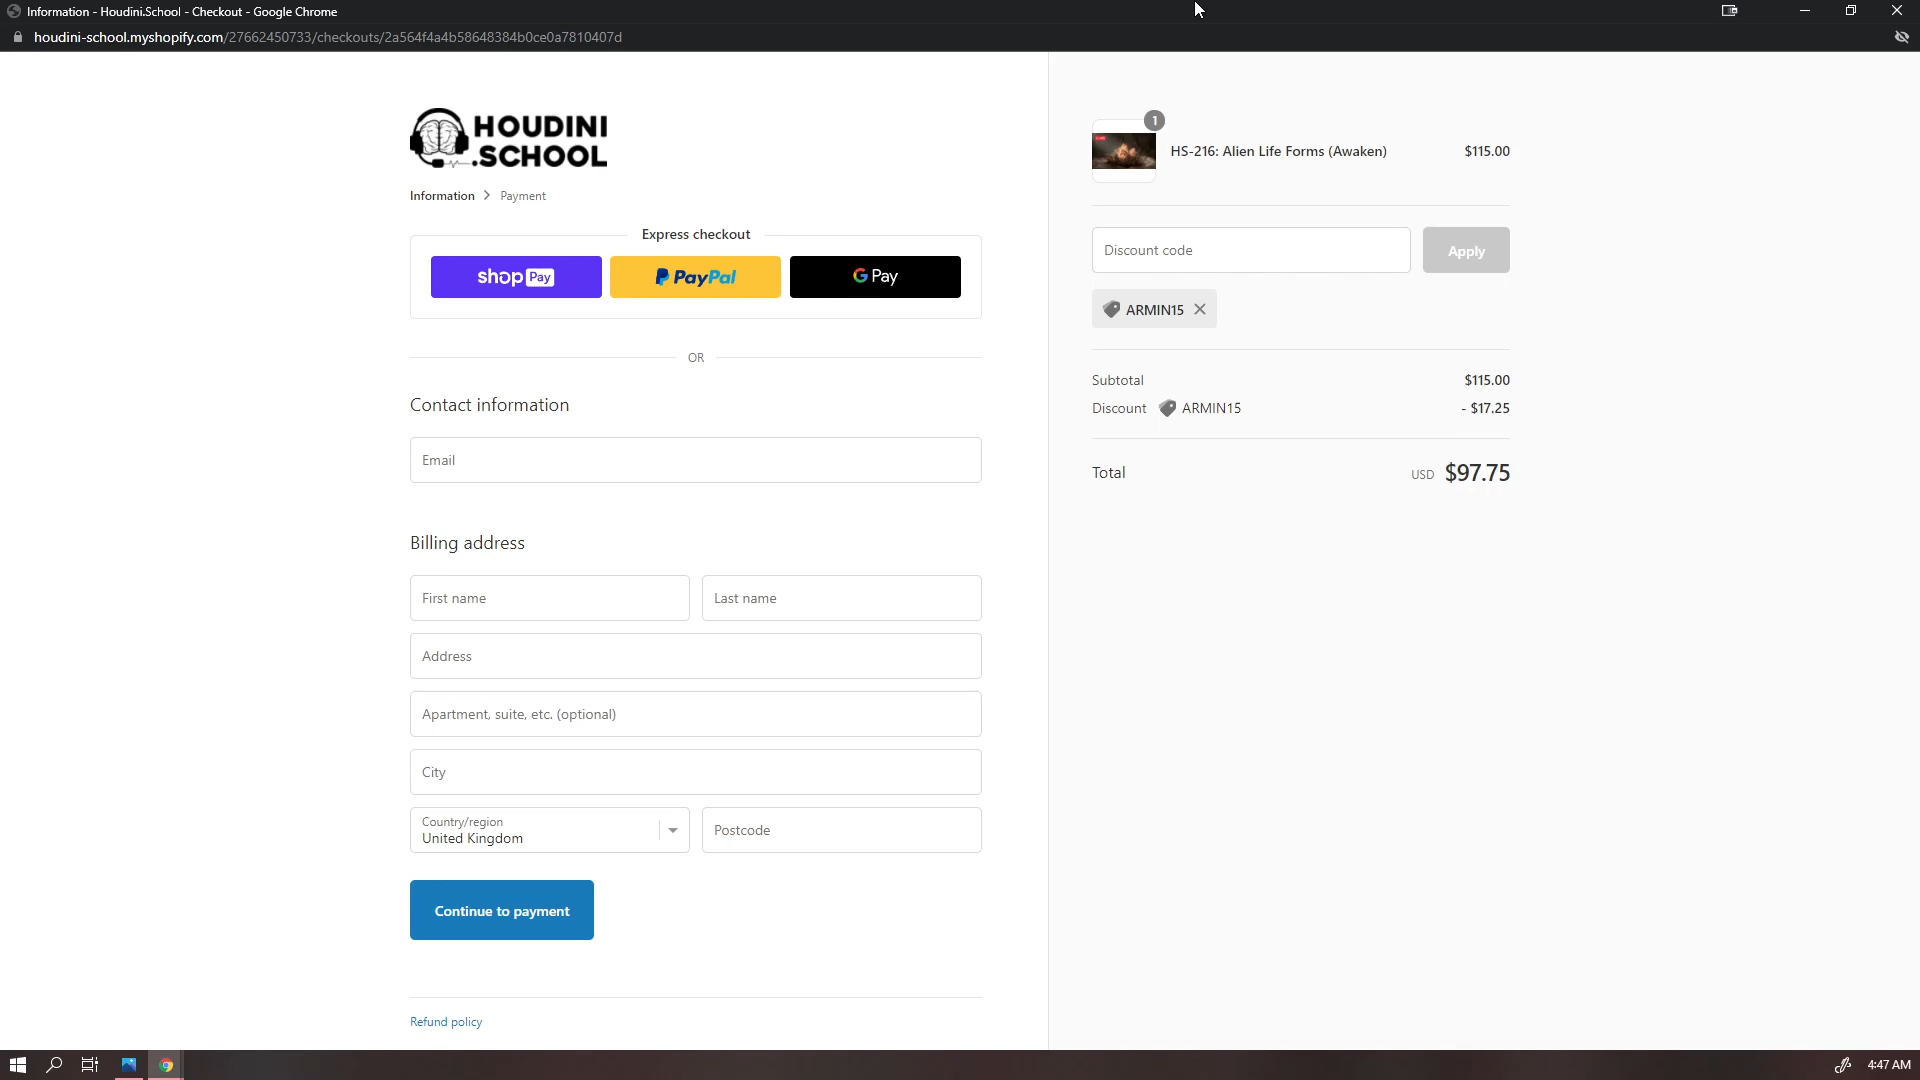 Information - Houdini.School - Checkout - Google Chrome
houdini-school.myshopify.com/27662450733/checkouts/2a564f4a4b58648384b0ce0a7810407d
HOUDINI
.SCHOOL
Information > Payment
Express checkout
shop Pay
PayPal
G Pay
OR
Contact information
Email
Billing address
First name
Last name
Address
Apartment, suite, etc. (optional)
City
Country/region
United Kingdom
Postcode
Continue to payment
Refund policy
1
HS-216: Alien Life Forms (Awaken) $115.00
Discount code
Apply
ARMIN15
Subtotal $115.00
Discount ARMIN15 - $17.25
Total USD $97.75
4:47 AM